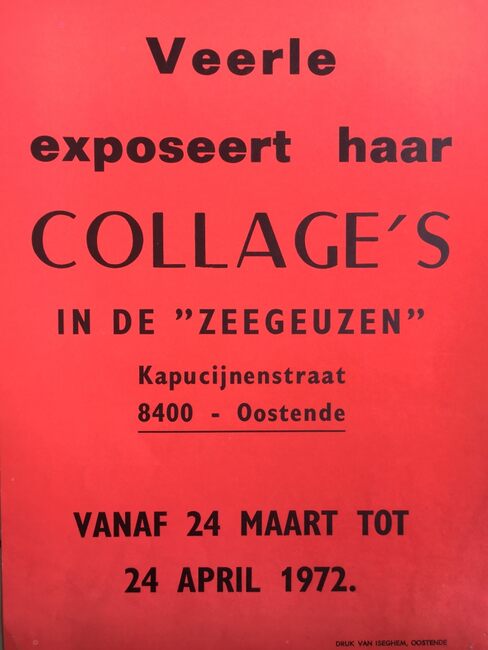 Veerle
exposeert haar
COLLAGE´S
IN DE ”ZEEGEUZEN”
Kapucijnenstraat
8400 - Oostende
VANAF 24 MAART TOT
24 APRIL 1972.
DRUK VAN ISEGHEM, OOSTENDE